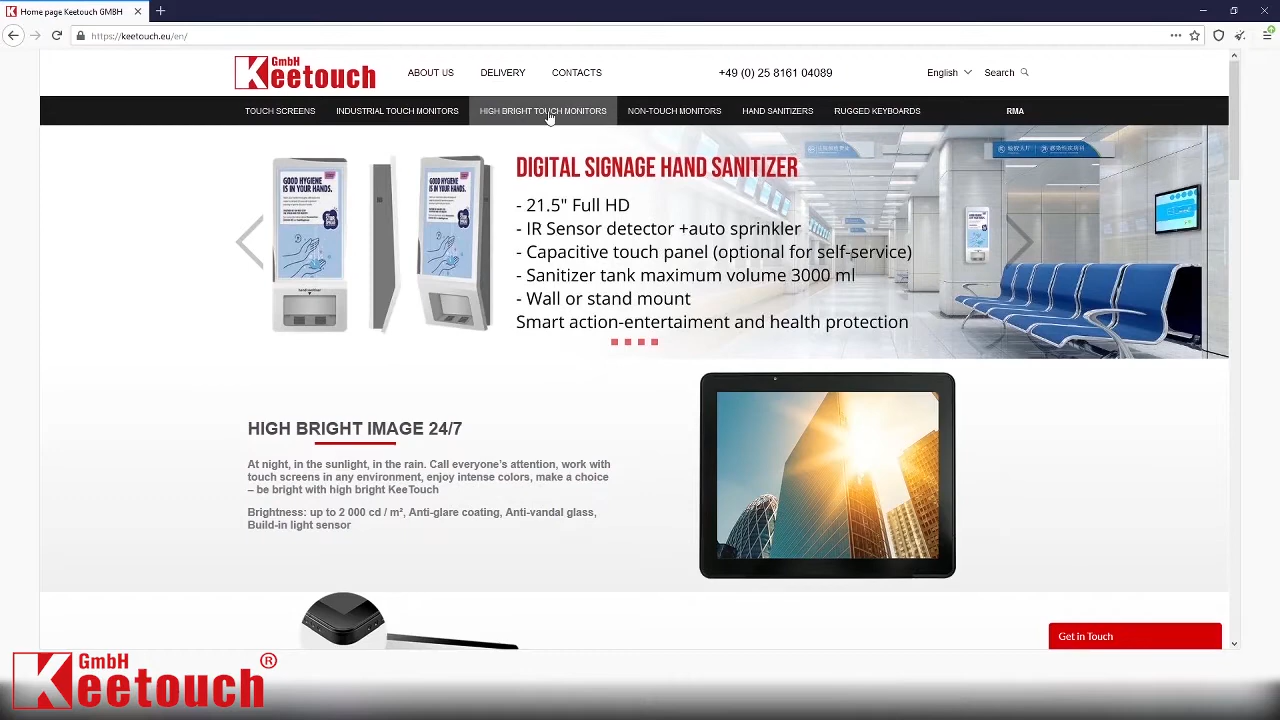 Home page Keetouch GMBH
https://keetouch.eu/en/
GmbH
Keetouch
ABOUT US
DELIVERY
CONTACTS
+49 (0) 25 8161 04089
English
Search
TOUCH SCREENS
INDUSTRIAL TOUCH MONITORS
HIGH BRIGHT TOUCH MONITORS
NON-TOUCH MONITORS
HAND SANITIZERS
RUGGED KEYBOARDS
RMA
GOOD HYGIENE
IS IN YOUR HANDS.
GOOD HYGIENE
IS IN YOUR HANDS.
DIGITAL SIGNAGE HAND SANITIZER
- 21.5" Full HD
- IR Sensor detector +auto sprinkler
- Capacitive touch panel (optional for self-service)
- Sanitizer tank maximum volume 3000 ml
- Wall or stand mount
Smart action-entertaiment and health protection
HIGH BRIGHT IMAGE 24/7
At night, in the sunlight, in the rain. Call everyone’s attention, work with
touch screens in any environment, enjoy intense colors, make a choice
– be bright with high bright KeeTouch
Brightness: up to 2 000 cd / m², Anti-glare coating, Anti-vandal glass,
Build-in light sensor
Get in Touch
GmbH
Keetouch®